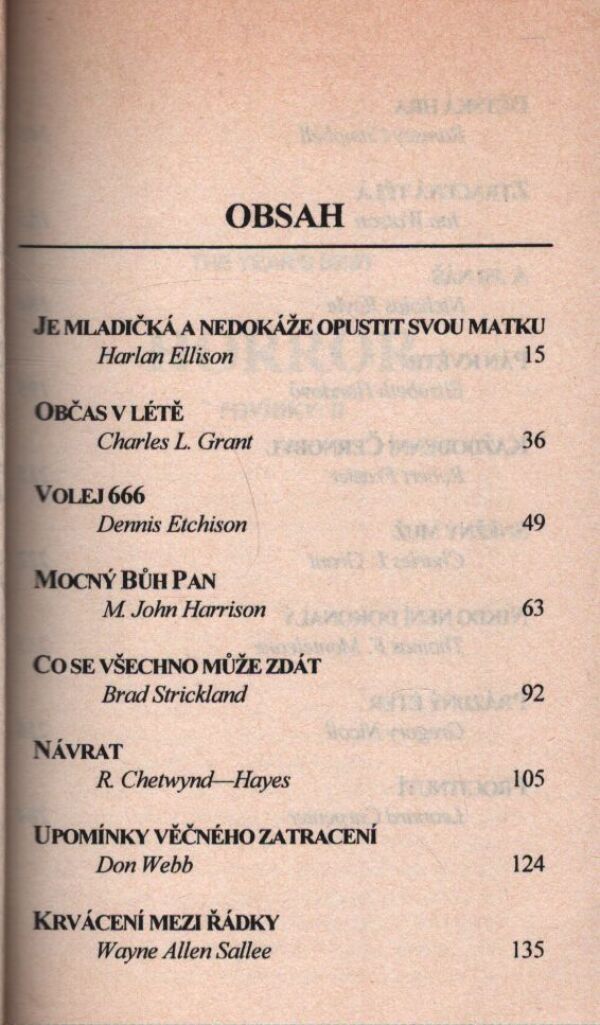 OBSAH
JE MLADIČKÁ A NEDOKÁŽE OPUSTIT SVOU MATKU
Harlan Ellison 15
OBČAS V LÉTĚ
Charles L. Grant 36
VOLEJ 666
Dennis Etchison 49
MOCNÝ BŮH PAN
M. John Harrison 63
CO SE VŠECHNO MŮŽE ZDÁT
Brad Strickland 92
NÁVRAT
R. Chetwynd—Hayes 105
UPOMÍNKY VĚČNÉHO ZATRACENÍ
Don Webb 124
KRVÁCENÍ MEZI ŘÁDKY
Wayne Allen Sallee 135